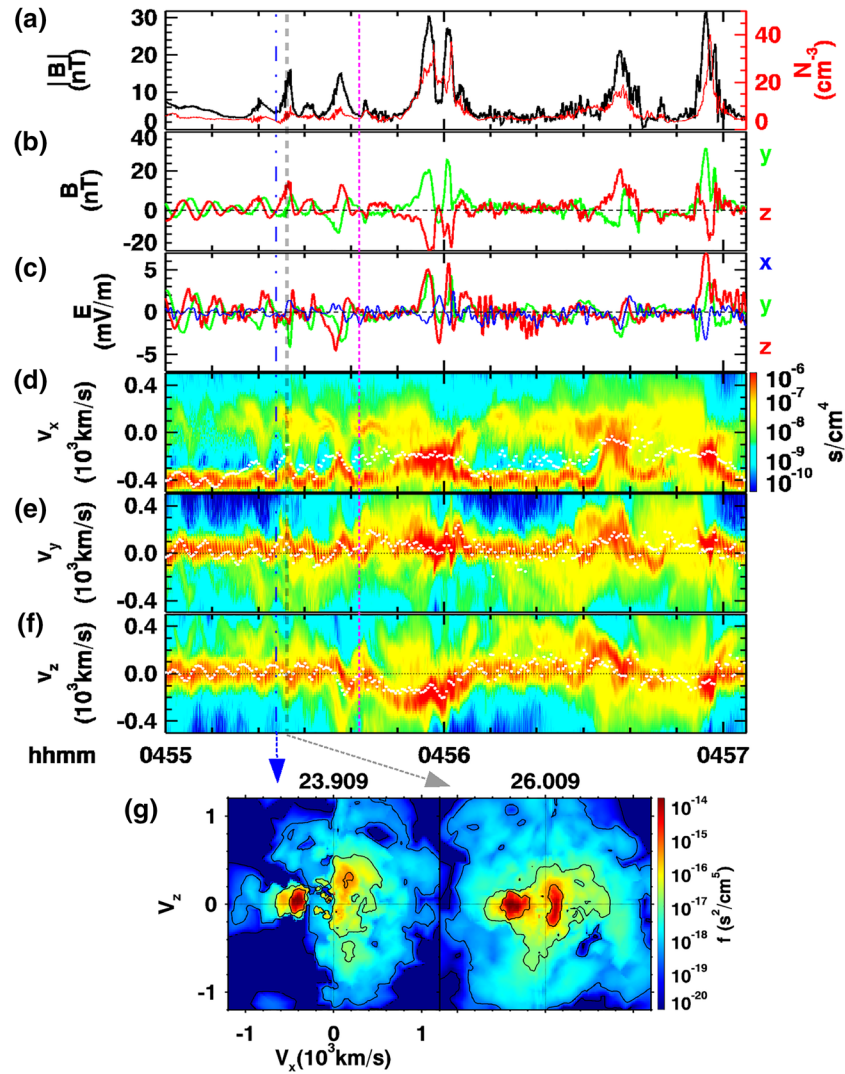 (a)
|B|
(nT)
30
20
10
0
40
20
0
N⁻³
(cm⁻³)
(b)
B
(nT)
40
20
0
-20
y
z
(c)
E
(mV/m)
5
0
-5
x
y
z
(d)
Vx
(10³km/s)
0.4
0.0
-0.4
10⁻⁶
10⁻⁷
10⁻⁸
10⁻⁹
10⁻¹⁰
s/cm⁴
(e)
Vy
(10³km/s)
0.4
0.0
-0.4
(f)
Vz
(10³km/s)
0.4
0.0
-0.4
hhmm
0455
0456
0457
23.909
26.009
(g)
Vz
1
0
-1
-1
0
1
Vx(10³km/s)
10⁻¹⁴
10⁻¹⁵
10⁻¹⁶
10⁻¹⁷
10⁻¹⁸
10⁻¹⁹
10⁻²⁰
f (s²/cm⁵)